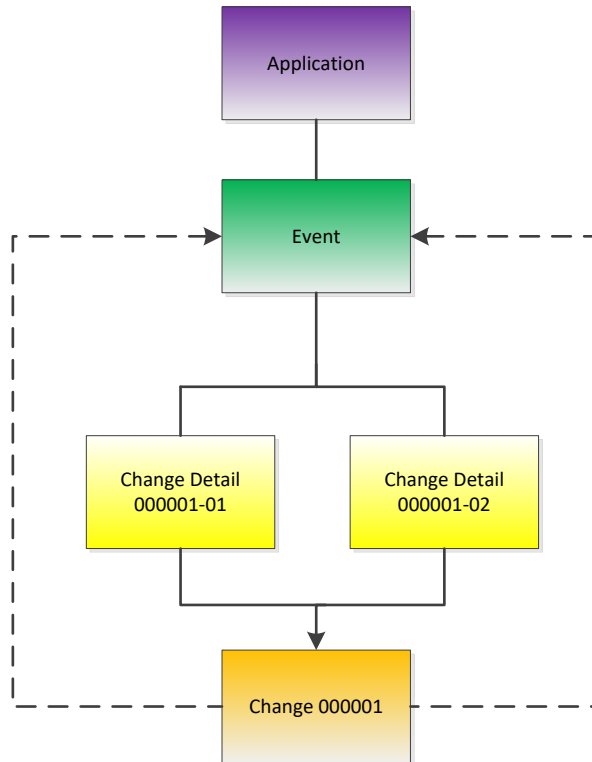 Application
Event
Change Detail
000001-01
Change Detail
000001-02
Change 000001